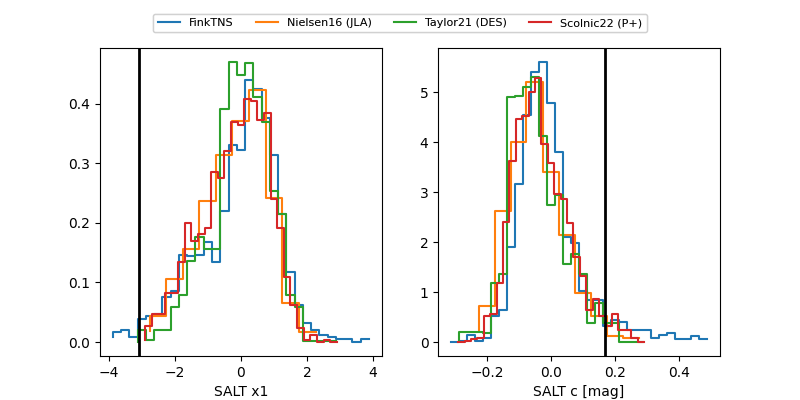 FinkTNS Nielsen16 (JLA) Taylor21 (DES) Scolnic22 (P+)
0.4
0.3
0.2
0.1
0.0
−4 −2 0 2 4
SALT x1
5
4
3
2
1
0
−0.2 0.0 0.2 0.4
SALT c [mag]